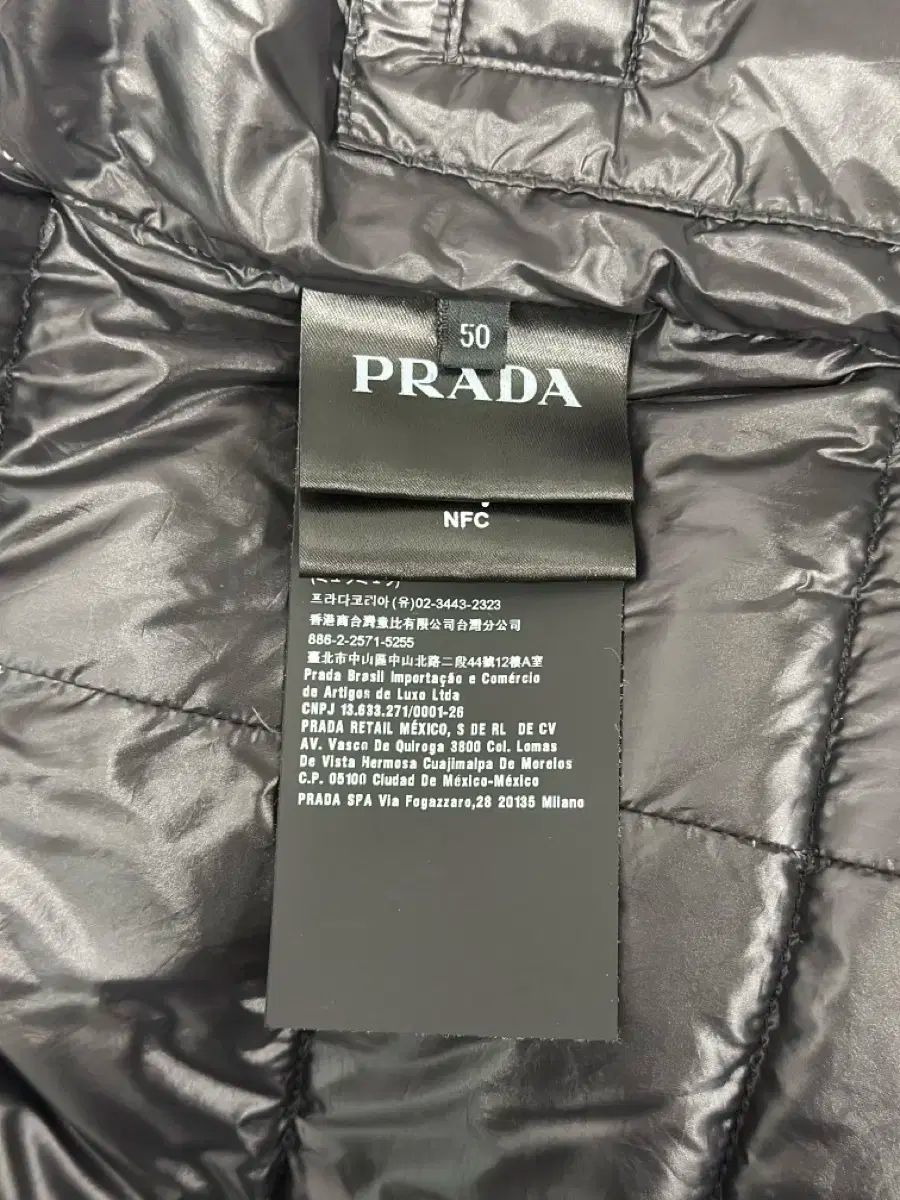 50
PRADA
NFC
프라다코리아(유)02-3443-2323
香港商台灣童比有限公司台灣分公司
886-2-2571-5255
臺北市中山區中山北路二段44號12樓A室
Prada Brasil Importação e Comércio
de Artigos de Luxo Ltda
CNPJ 13.633.271/0001-26
PRADA RETAIL MÉXICO, S DE RL DE CV
AV. Vasco De Quiroga 3800 Col. Lomas
De Vista Hermosa Cuajimalpa De Morelos
C.P. 05100 Ciudad De México-México
PRADA SPA Via Fogazzaro,28 20135 Milano